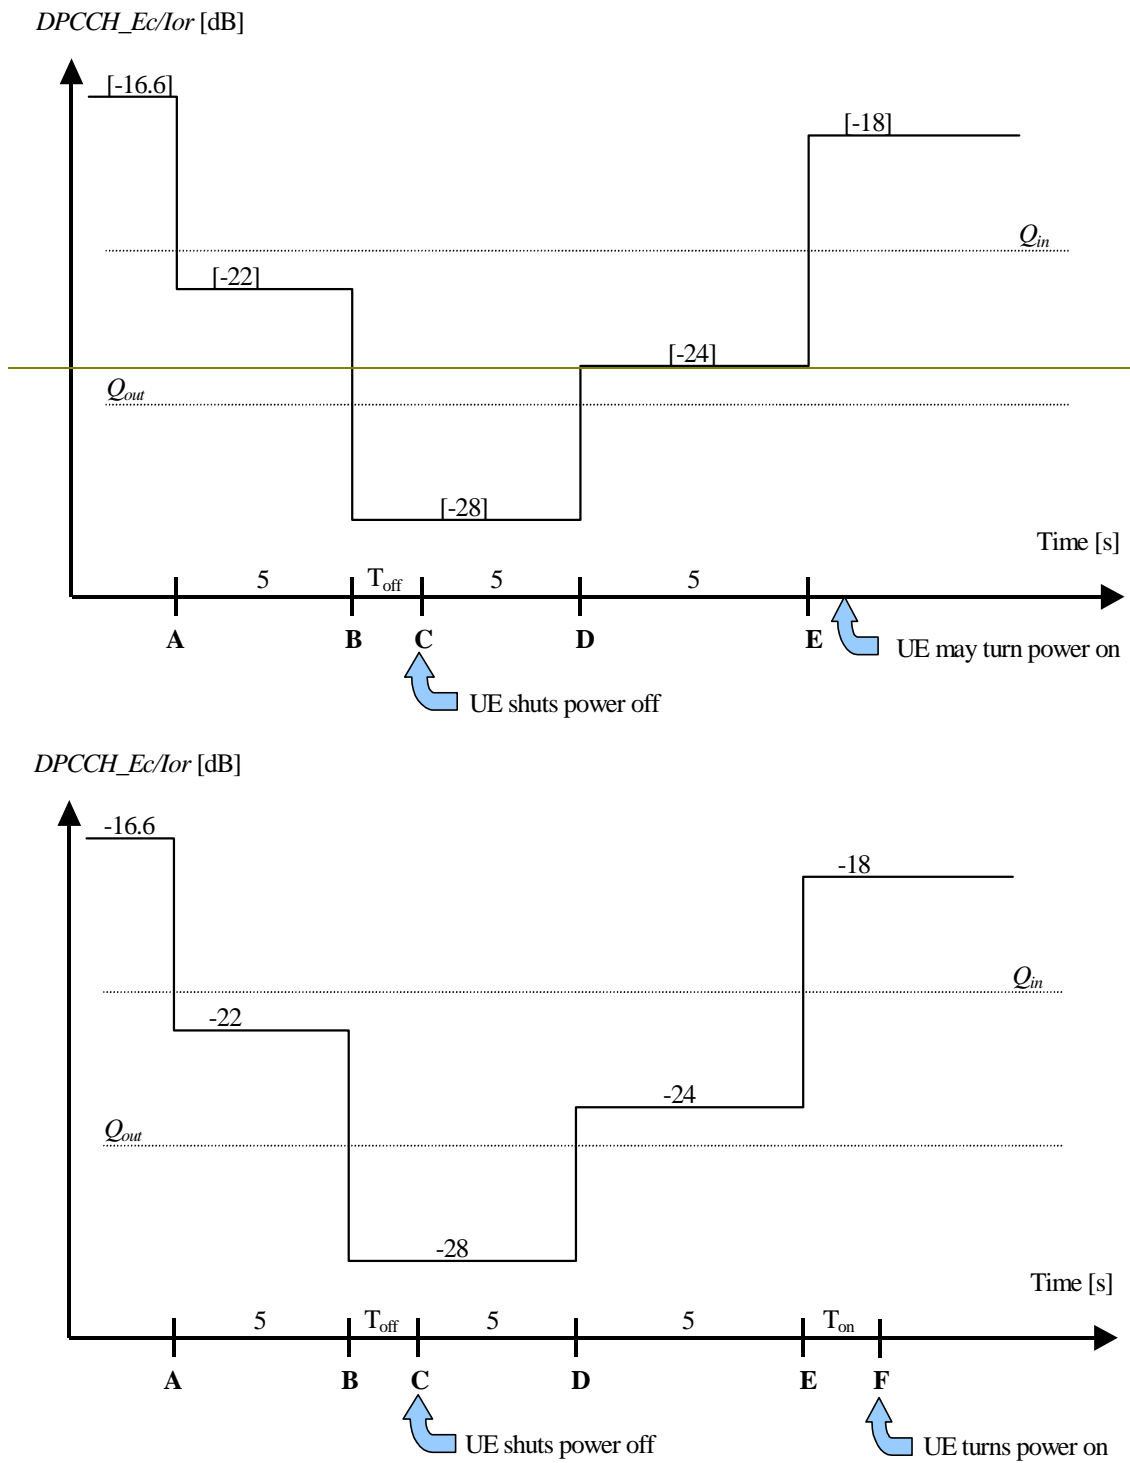 DPCCH_Ec/Ior [dB]
[-16.6]
[-18]
Qin
[-22]
[-24]
Qout
[-28]
Time [s]
5 Toff 5 5
A B C D E
UE may turn power on
UE shuts power off
DPCCH_Ec/Ior [dB]
-16.6
-18
Qin
-22
-24
Qout
-28
Time [s]
5 Toff 5 5 Ton
A B C D E F
UE shuts power off UE turns power on